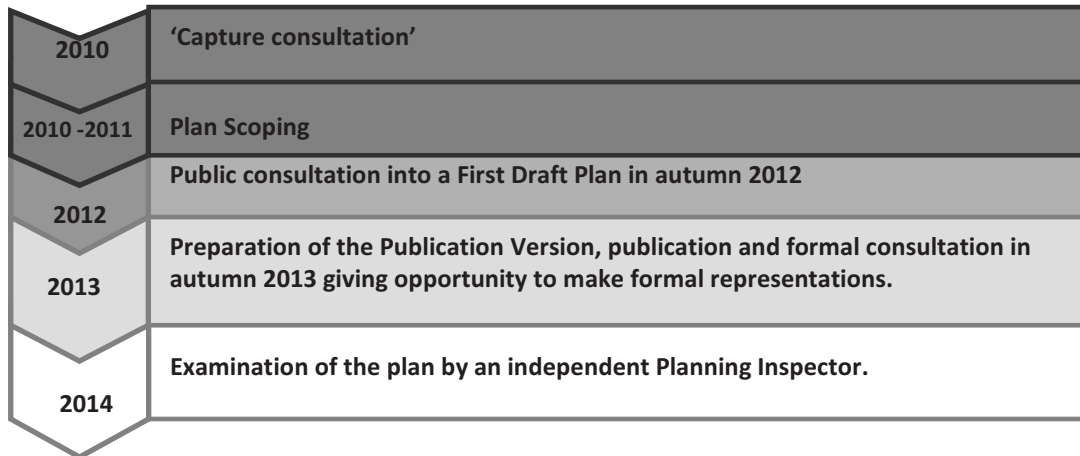 2010
‘Capture consultation’
2010 -2011
Plan Scoping
2012
Public consultation into a First Draft Plan in autumn 2012
2013
Preparation of the Publication Version, publication and formal consultation in
autumn 2013 giving opportunity to make formal representations.
2014
Examination of the plan by an independent Planning Inspector.